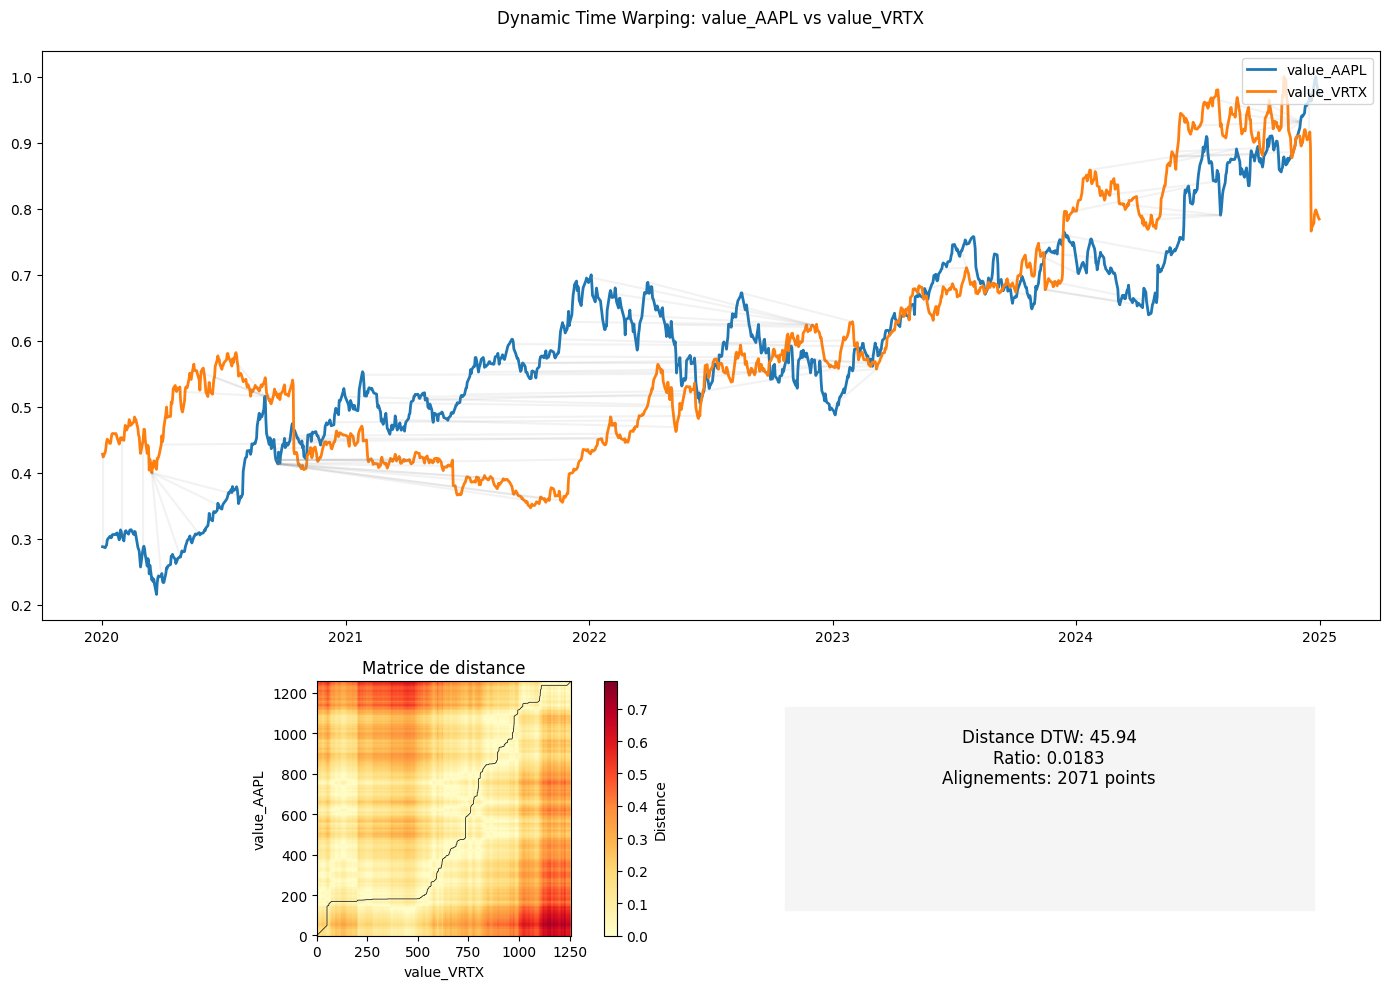 Dynamic Time Warping: value_AAPL vs value_VRTX
value_AAPL
value_VRTX
1.0
0.9
0.8
0.7
0.6
0.5
0.4
0.3
0.2
2020 2021 2022 2023 2024 2025
Matrice de distance
value_AAPL
1200
1000
800
600
400
200
0
0 250 500 750 1000 1250
value_VRTX
0.7
0.6
0.5
0.4
0.3
0.2
0.1
0.0
Distance
Distance DTW: 45.94
Ratio: 0.0183
Alignements: 2071 points